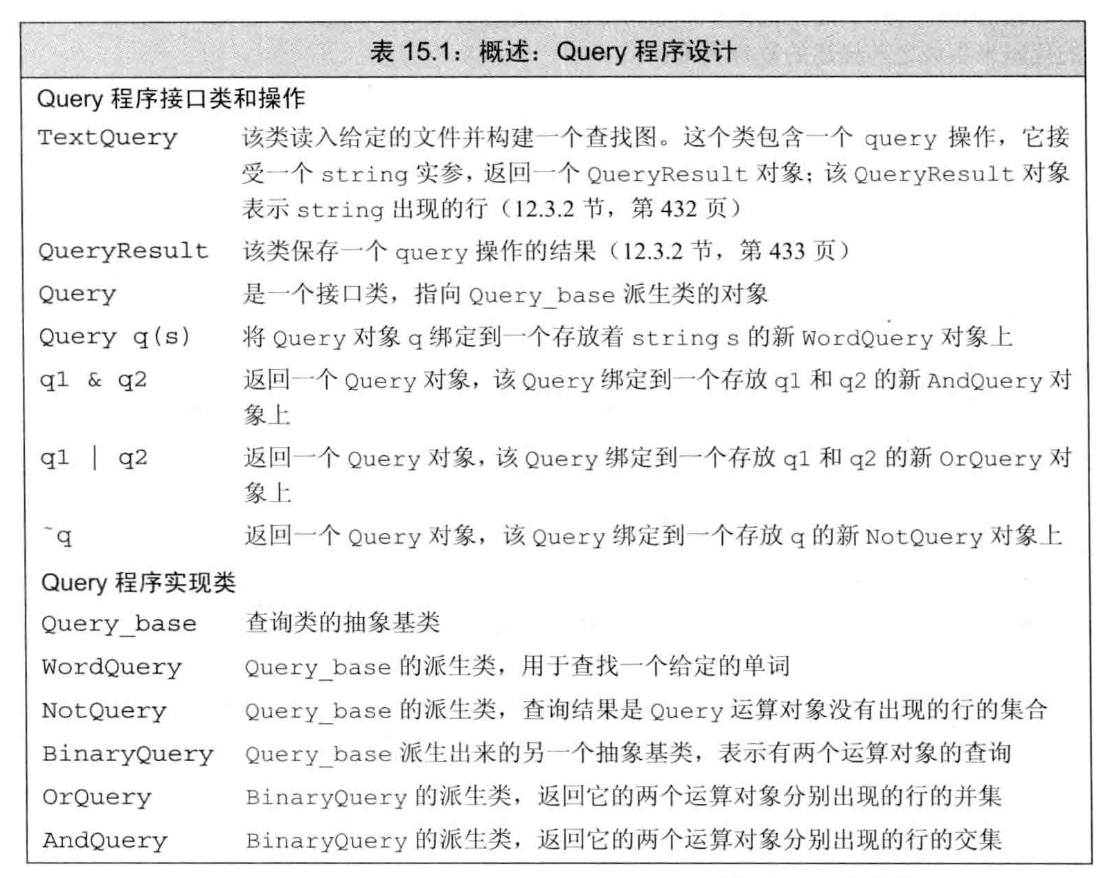 表 15.1：概述：Query 程序设计
Query 程序接口类和操作
TextQuery 该类读入给定的文件并构建一个查找图。这个类包含一个 query 操作，它接
受一个 string 实参，返回一个 QueryResult 对象；该 QueryResult 对象
表示 string 出现的行（12.3.2 节，第 432 页）
QueryResult 该类保存一个 query 操作的结果（12.3.2 节，第 433 页）
Query 是一个接口类，指向 Query_base 派生类的对象
Query q(s) 将 Query 对象 q 绑定到一个存放着 string s 的新 WordQuery 对象上
q1 & q2 返回一个 Query 对象，该 Query 绑定到一个存放 q1 和 q2 的新 AndQuery 对
象上
q1 | q2 返回一个 Query 对象，该 Query 绑定到一个存放 q1 和 q2 的新 OrQuery 对
象上
~q 返回一个 Query 对象，该 Query 绑定到一个存放 q 的新 NotQuery 对象上
Query 程序实现类
Query_base 查询类的抽象基类
WordQuery Query_base 的派生类，用于查找一个给定的单词
NotQuery Query_base 的派生类，查询结果是 Query 运算对象没有出现的行的集合
BinaryQuery Query_base 派生出来的另一个抽象基类，表示有两个运算对象的查询
OrQuery BinaryQuery 的派生类，返回它的两个运算对象分别出现的行的并集
AndQuery BinaryQuery 的派生类，返回它的两个运算对象分别出现的行的交集